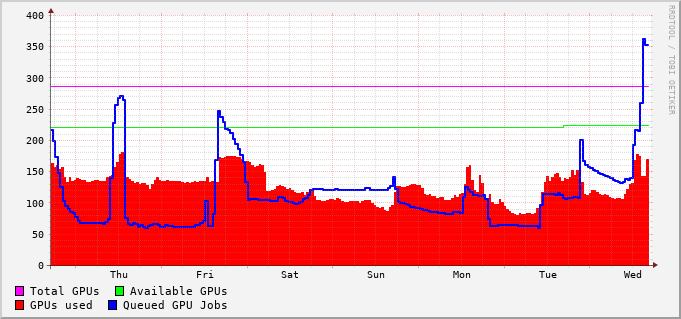 400
350
300
250
200
150
100
50
0
Thu Fri Sat Sun Mon Tue Wed
Total GPUs Available GPUs
GPUs used Queued GPU Jobs
RRDTOOL / TOBI OETIKER